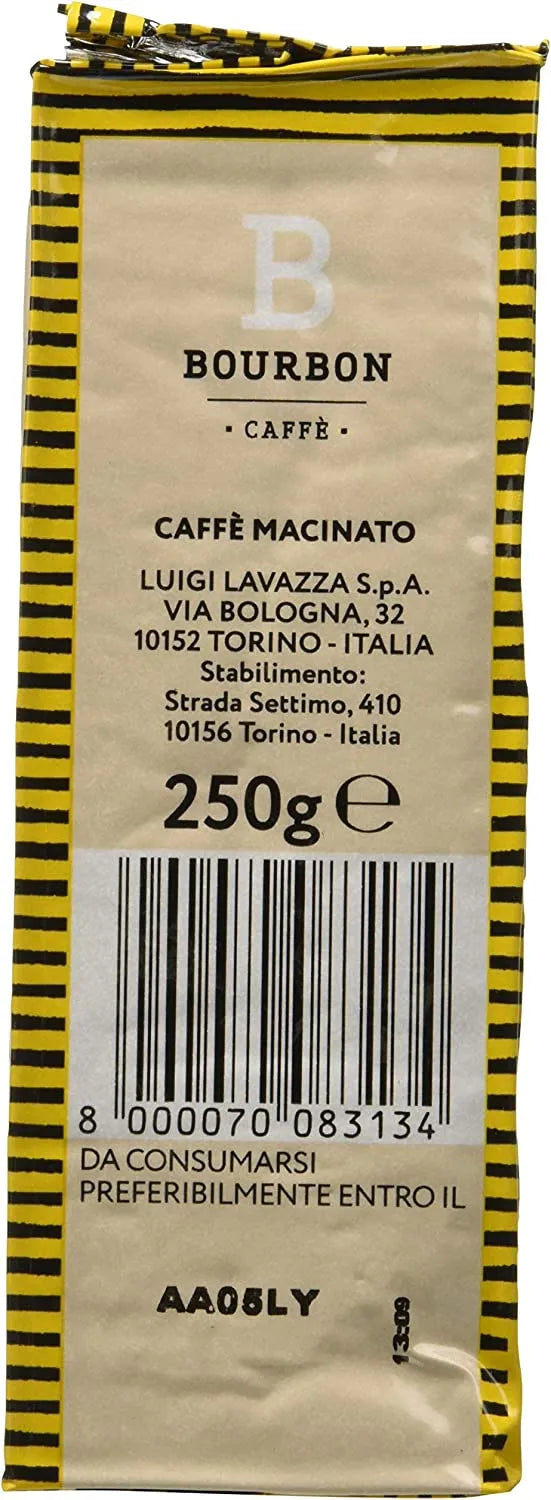 B
BOURBON
· CAFFÈ ·
CAFFÈ MACINATO
LUIGI LAVAZZA S.p.A.
VIA BOLOGNA, 32
10152 TORINO - ITALIA
Stabilimento:
Strada Settimo, 410
10156 Torino - Italia
250g ℮
8 000070 083134
DA CONSUMARSI
PREFERIBILMENTE ENTRO IL
AA05LY
13:09